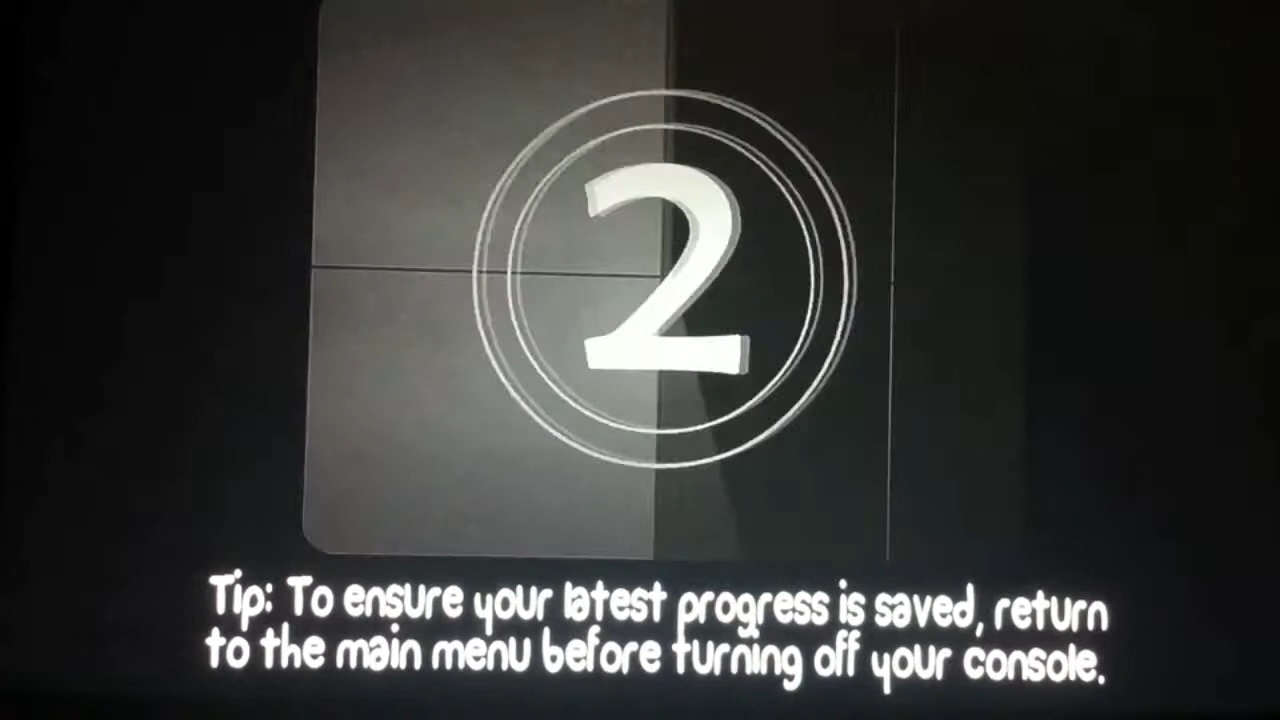 2
Tip: To ensure your latest progress is saved, return
to the main menu before turning off your console.